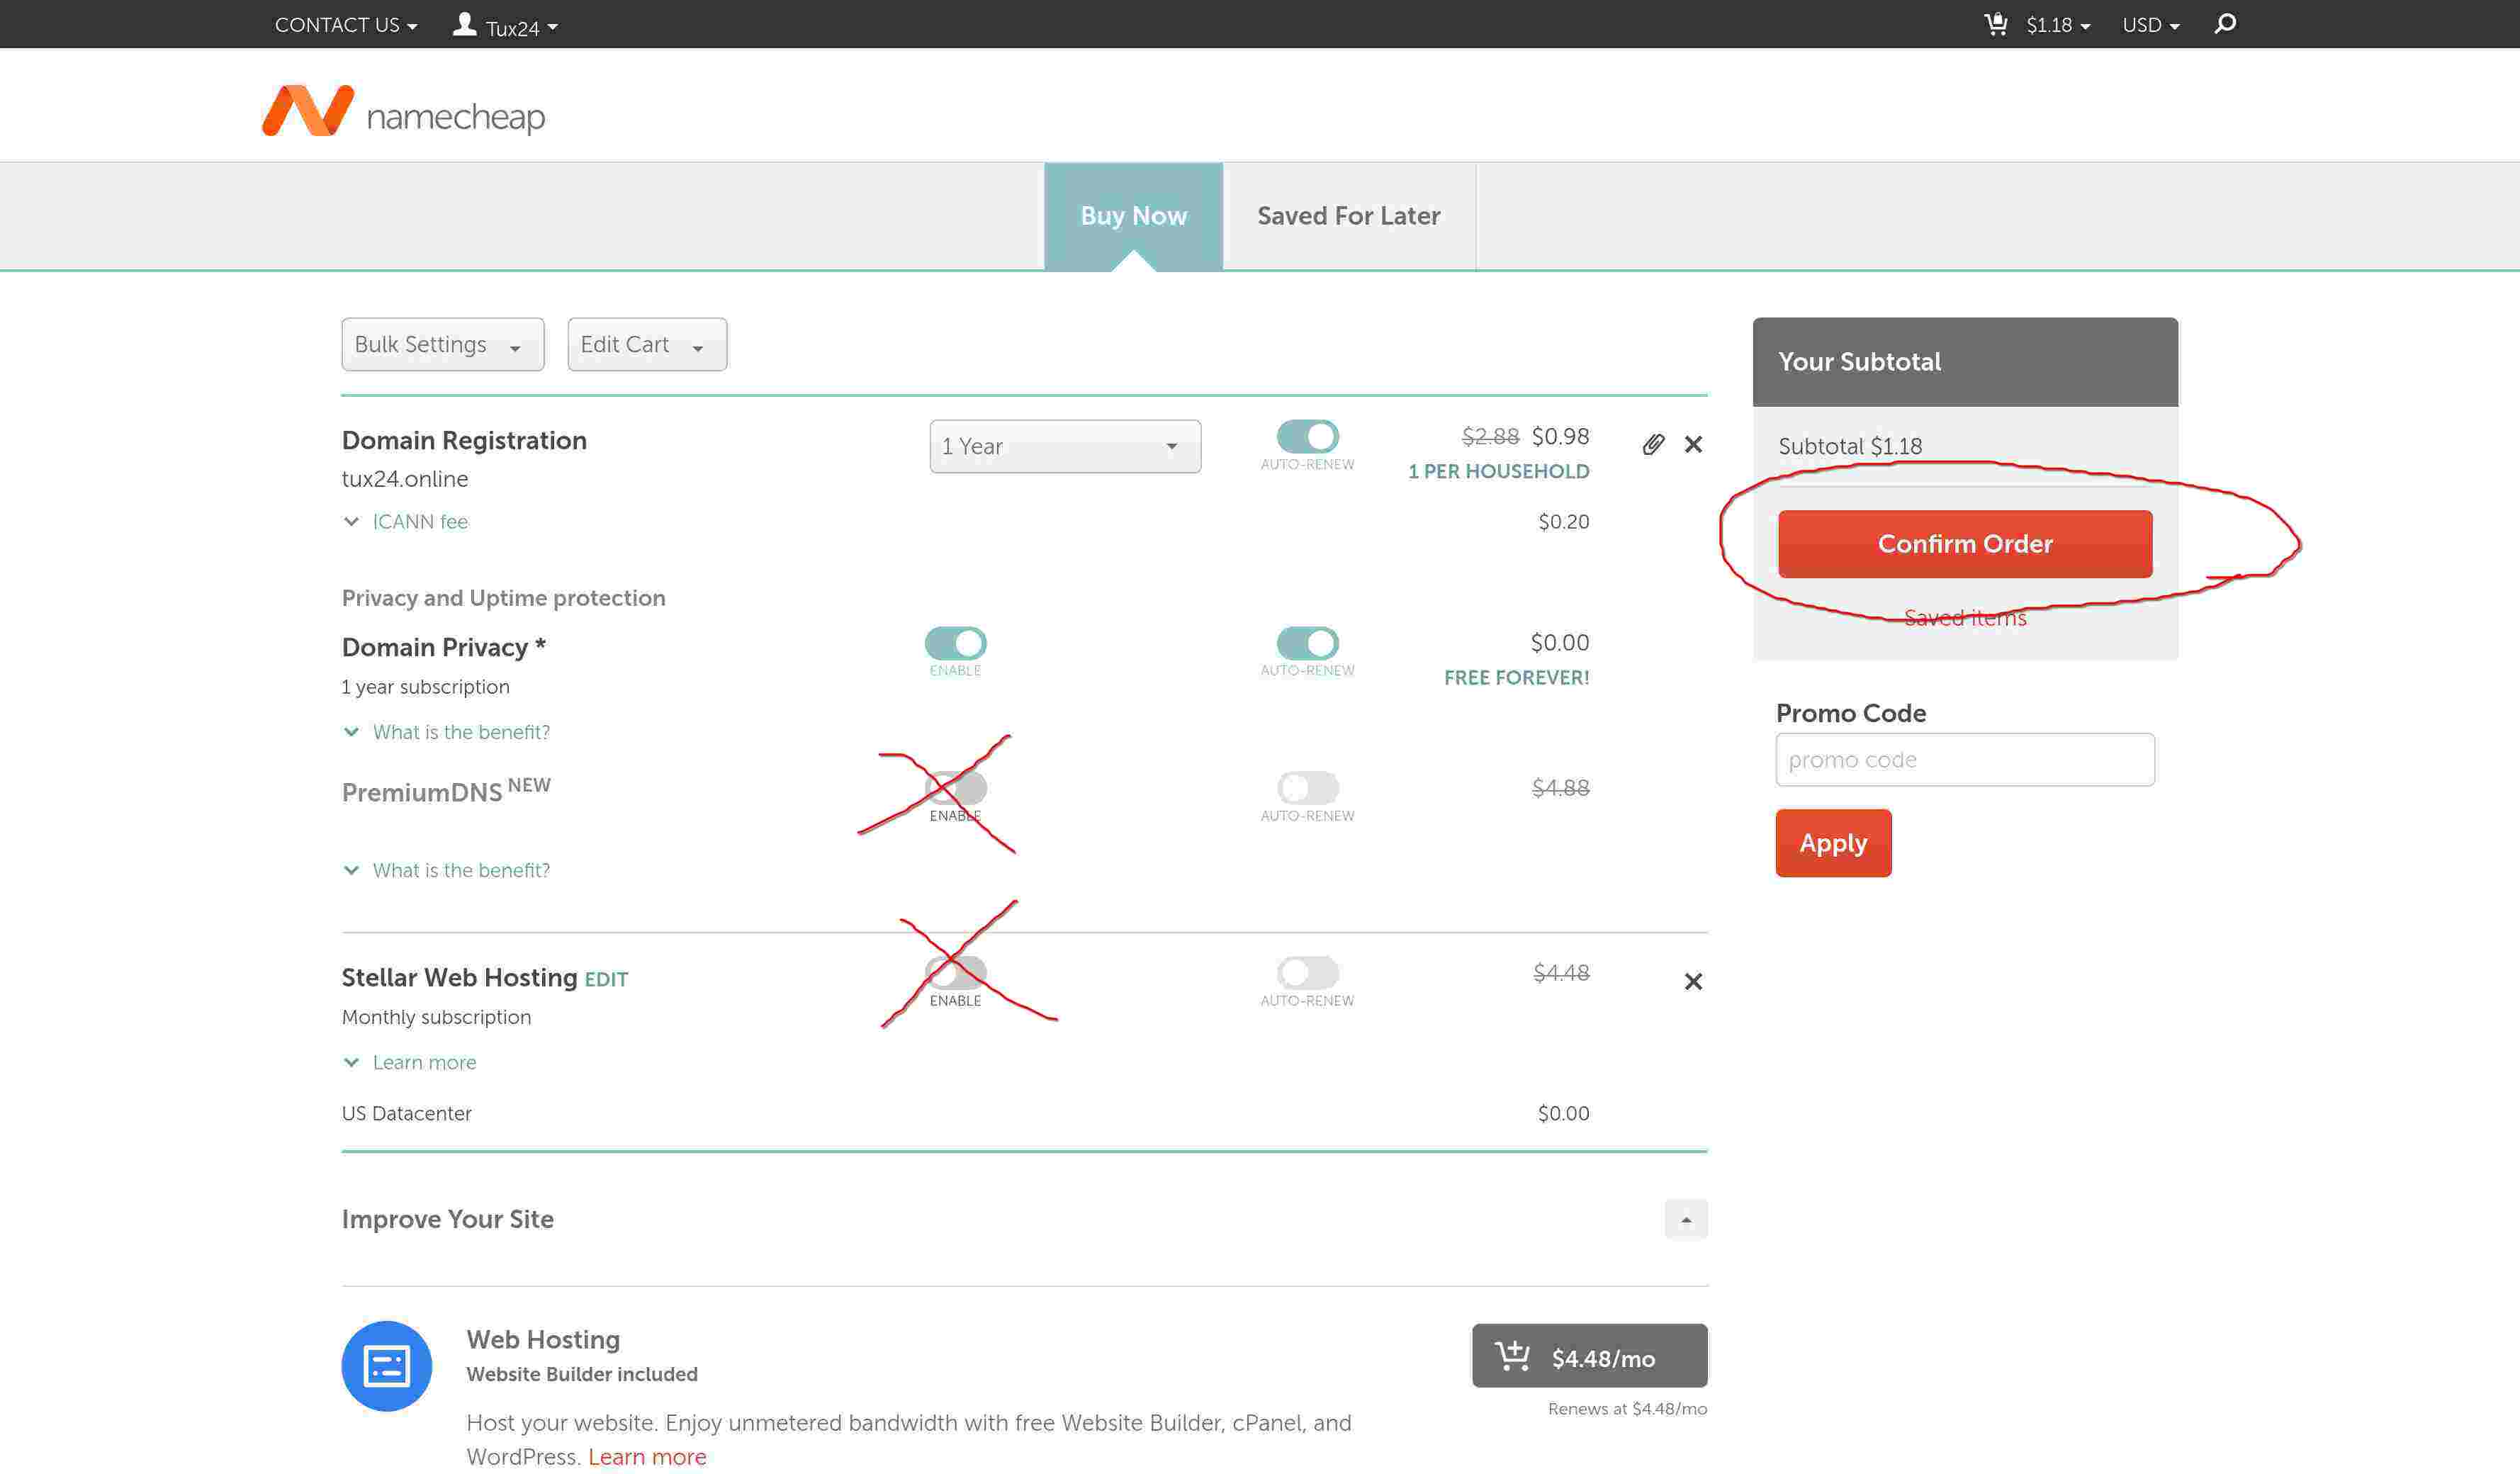 CONTACT US
Tux24
$1.18
USD
namecheap
Buy Now
Saved For Later
Bulk Settings
Edit Cart
Domain Registration
tux24.online
ICANN fee
1 Year
AUTO-RENEW
$2.88 $0.98
1 PER HOUSEHOLD
$0.20
Privacy and Uptime protection
Domain Privacy *
1 year subscription
What is the benefit?
ENABLE
AUTO-RENEW
$0.00
FREE FOREVER!
PremiumDNS NEW
What is the benefit?
ENABLE
AUTO-RENEW
$4.88
Stellar Web Hosting EDIT
Monthly subscription
Learn more
ENABLE
AUTO-RENEW
$4.48
US Datacenter
$0.00
Improve Your Site
Web Hosting
Website Builder included
Host your website. Enjoy unmetered bandwidth with free Website Builder, cPanel, and
WordPress. Learn more
$4.48/mo
Renews at $4.48/mo
Your Subtotal
Subtotal $1.18
Confirm Order
Saved items
Promo Code
promo code
Apply